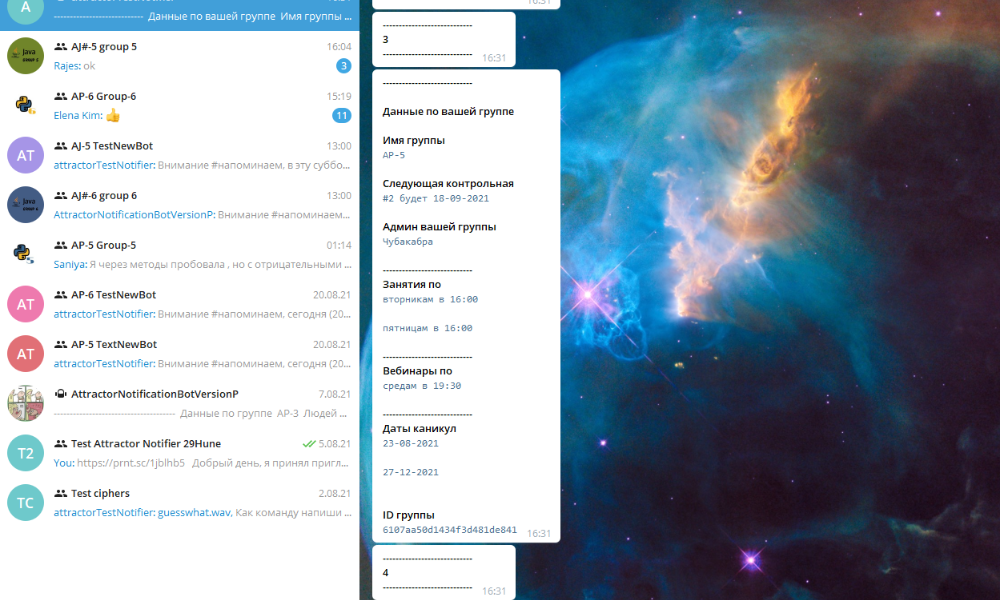 A
--------------------------- Данные по вашей группе Имя группы ...
Java
AJ#-5 group 5
16:04
Rajes: ok
3
AP-6 Group-6
15:19
Elena Kim: 👍
11
AT
AJ-5 TestNewBot
13:00
attractorTestNotifier: Внимание #напоминаем, в эту суббо...
AJ#-6 group 6
13:00
AttractorNotificationBotVersionP: Внимание #напоминаем...
AP-5 Group-5
01:14
Saniya: Я через методы пробовала , но с отрицательными ...
AT
AP-6 TestNewBot
20.08.21
attractorTestNotifier: Внимание #напоминаем, сегодня (20...
AT
AP-5 TextNewBot
20.08.21
attractorTestNotifier: Внимание #напоминаем, сегодня (20...
AttractorNotificationBotVersionP
7.08.21
------------------------------------- Данные по группе AP-3 Людей ...
T2
Test Attractor Notifier 29Hune
5.08.21
You: https://prnt.sc/1jblhb5 Добрый день, я принял пригл...
TC
Test ciphers
2.08.21
attractorTestNotifier: guesswhat.wav, Как команду напиши ...
16:31
----------------------------
3
----------------------------
16:31
----------------------------
Данные по вашей группе
Имя группы
AP-5
Следующая контрольная
#2 будет 18-09-2021
Админ вашей группы
Чубакабра
----------------------------
Занятия по
вторникам в 16:00
пятницам в 16:00
----------------------------
Вебинары по
средам в 19:30
----------------------------
Даты каникул
23-08-2021
27-12-2021
ID группы
6107aa50d1434f3d481de841
16:31
----------------------------
4
----------------------------
16:31